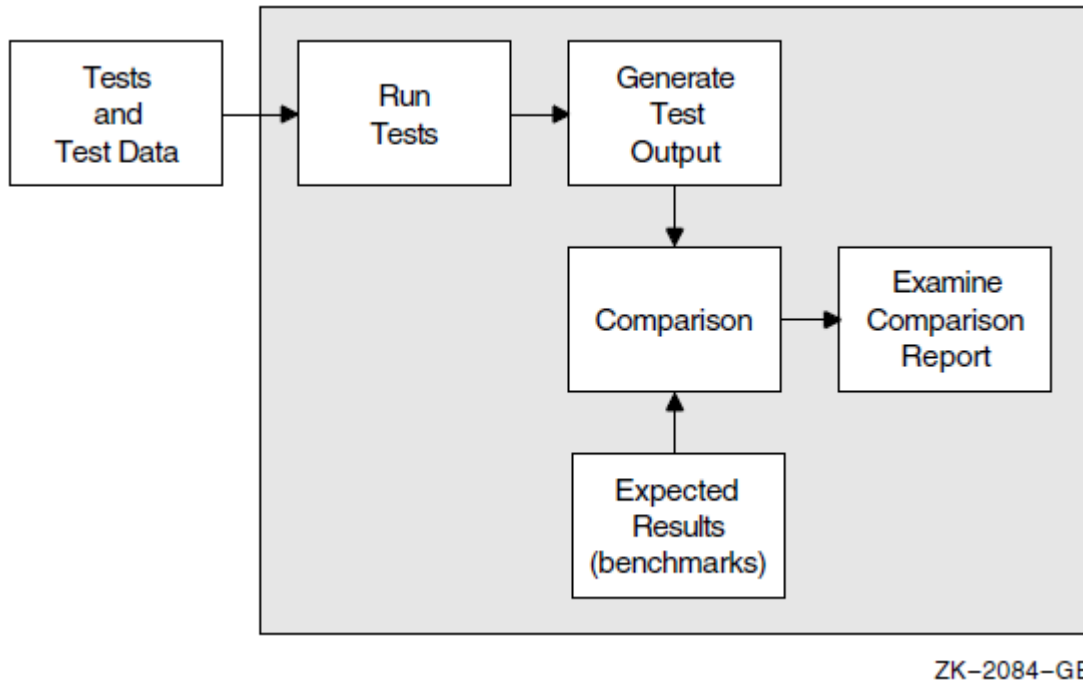 Tests
and
Test Data
Run
Tests
Generate
Test
Output
Comparison
Examine
Comparison
Report
Expected
Results
(benchmarks)
ZK−2084−GE